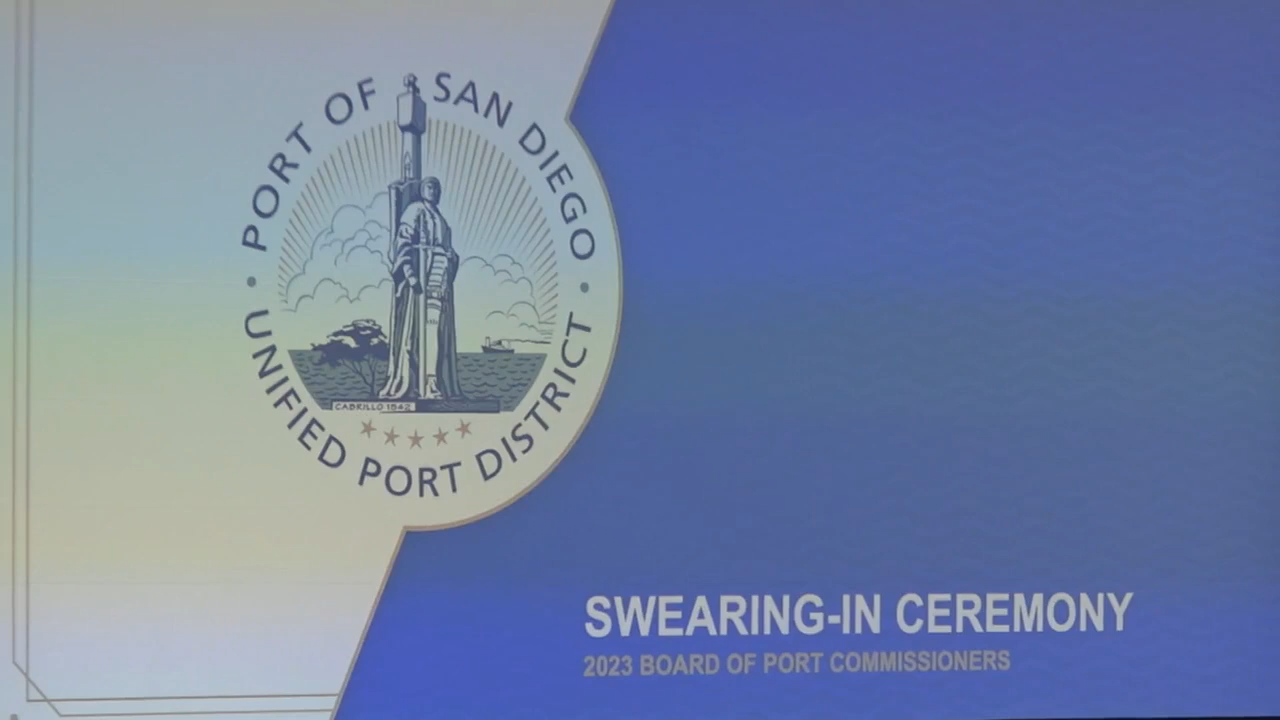 PORT OF SAN DIEGO
UNIFIED PORT DISTRICT
CABRILLO 1542
SWEARING-IN CEREMONY
2023 BOARD OF PORT COMMISSIONERS